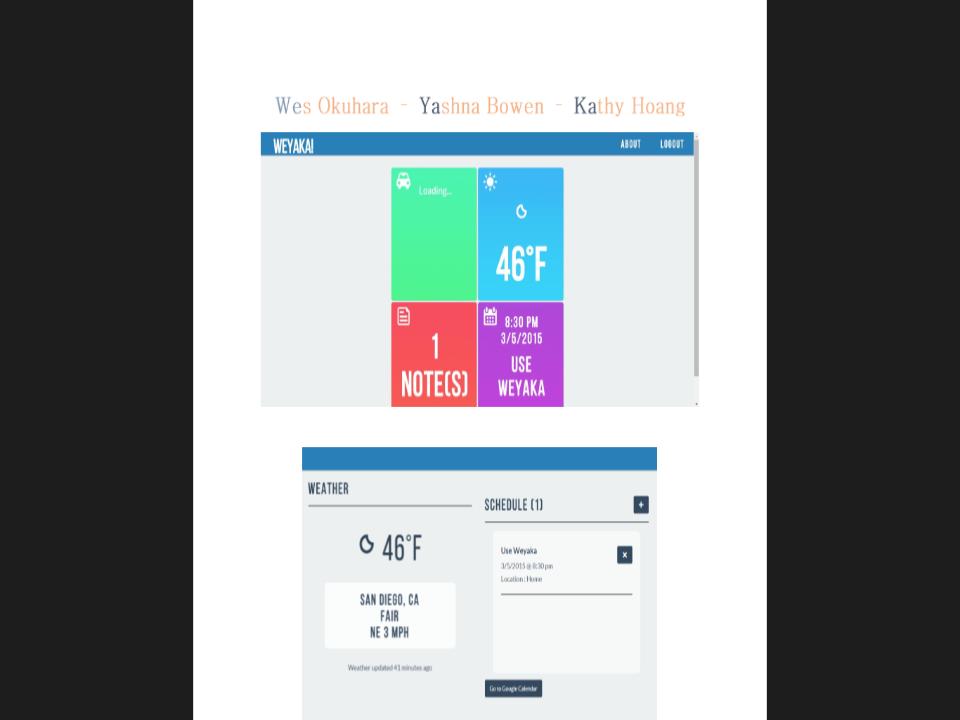 Wes Okuhara - Yashna Bowen - Kathy Hoang
WEYAKA!
ABOUT
LOGOUT
Loading...
46°F
1
NOTE(S)
8:30 PM
3/5/2015
USE
WEYAKA
WEATHER
46°F
SAN DIEGO, CA
FAIR
NE 3 MPH
Weather updated 41 minutes ago
SCHEDULE (1)
+
Use Weyaka
x
3/5/2015 @ 8:30 pm
Location : Home
Go to Google Calendar